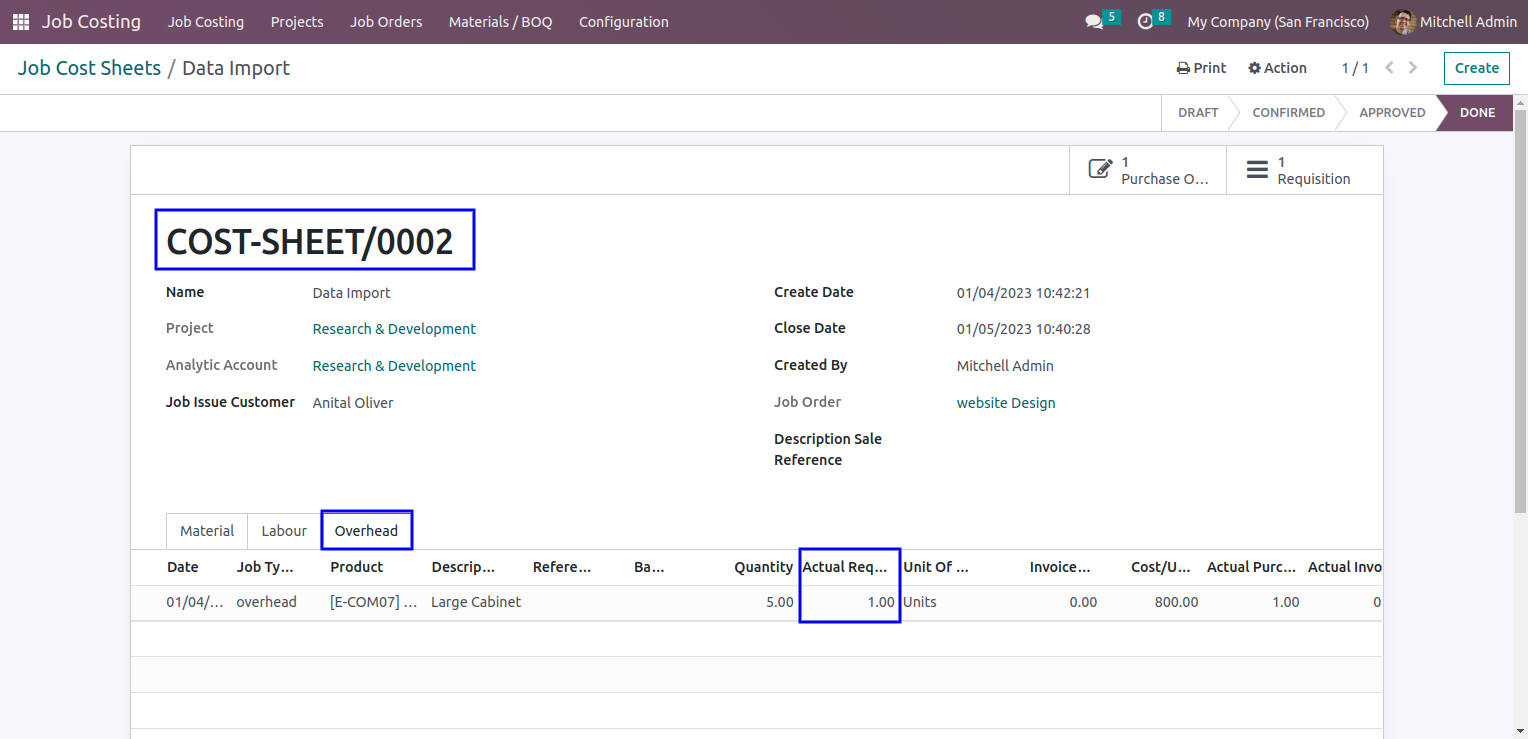 Job Costing Job Costing Projects Job Orders Materials / BOQ Configuration 5 8 My Company (San Francisco) Mitchell Admin
Job Cost Sheets / Data Import Print Action 1 / 1 Create
DRAFT CONFIRMED APPROVED DONE
1 Purchase O...
1 Requisition
COST-SHEET/0002
Name Data Import Create Date 01/04/2023 10:42:21
Project Research & Development Close Date 01/05/2023 10:40:28
Analytic Account Research & Development Created By Mitchell Admin
Job Issue Customer Anital Oliver Job Order website Design
Description Sale
Reference
Material Labour Overhead
Date Job Ty... Product Descrip... Refere... Ba... Quantity Actual Req... Unit Of ... Invoice... Cost/U... Actual Purc... Actual Invo
01/04/... overhead [E-COM07] ... Large Cabinet 5.00 1.00 Units 0.00 800.00 1.00 0